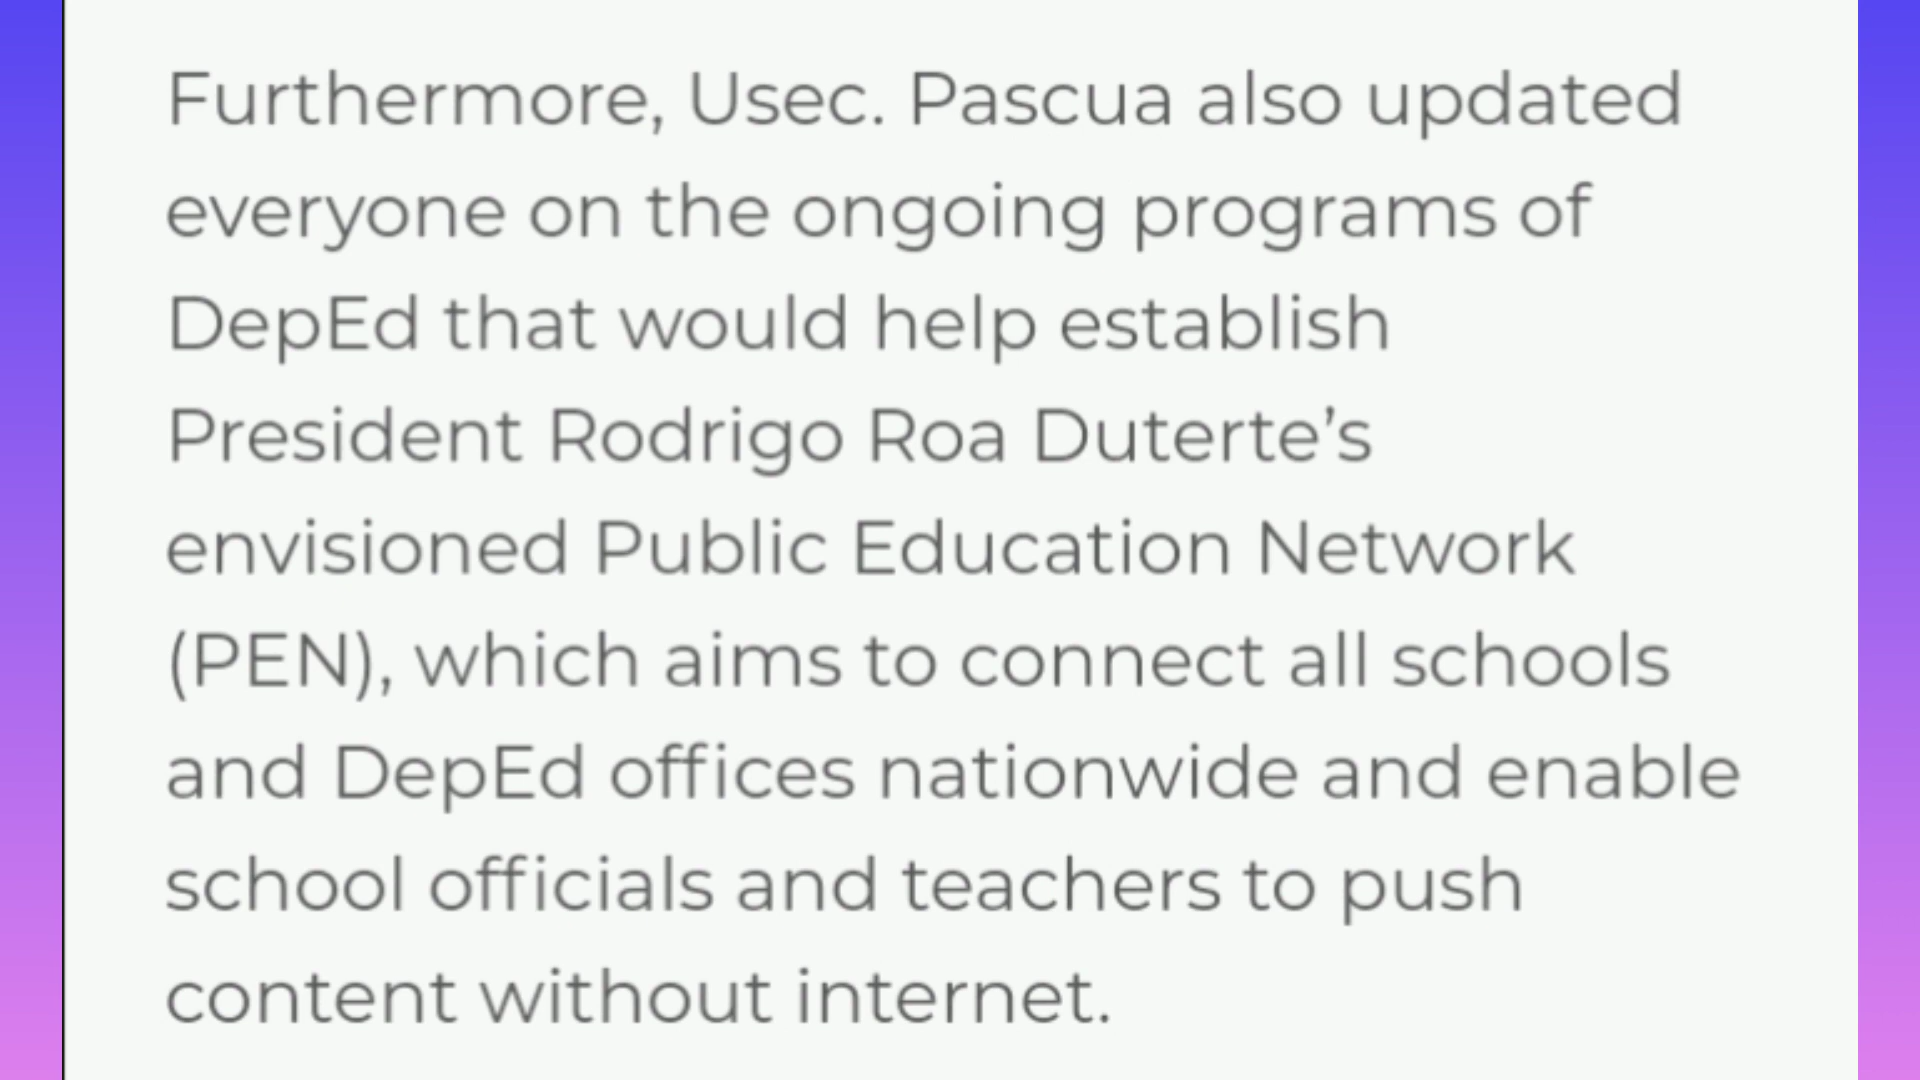 Furthermore, Usec. Pascua also updated
everyone on the ongoing programs of
DepEd that would help establish
President Rodrigo Roa Duterte’s
envisioned Public Education Network
(PEN), which aims to connect all schools
and DepEd offices nationwide and enable
school officials and teachers to push
content without internet.